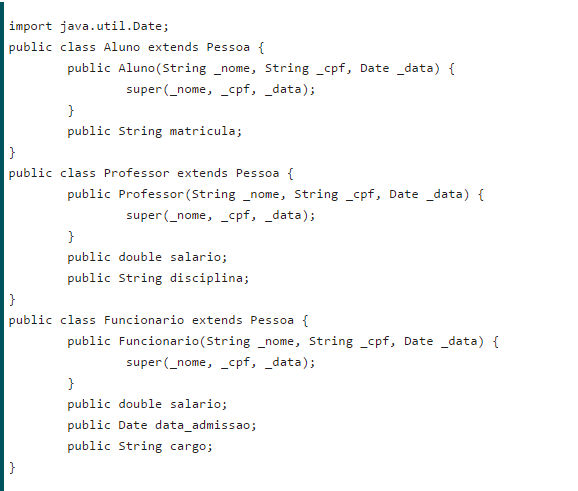 import java.util.Date;
public class Aluno extends Pessoa {
        public Aluno(String _nome, String _cpf, Date _data) {
                super(_nome, _cpf, _data);
        }
        public String matricula;
}
public class Professor extends Pessoa {
        public Professor(String _nome, String _cpf, Date _data) {
                super(_nome, _cpf, _data);
        }
        public double salario;
        public String disciplina;
}
public class Funcionario extends Pessoa {
        public Funcionario(String _nome, String _cpf, Date _data) {
                super(_nome, _cpf, _data);
        }
        public double salario;
        public Date data_admissao;
        public String cargo;
}